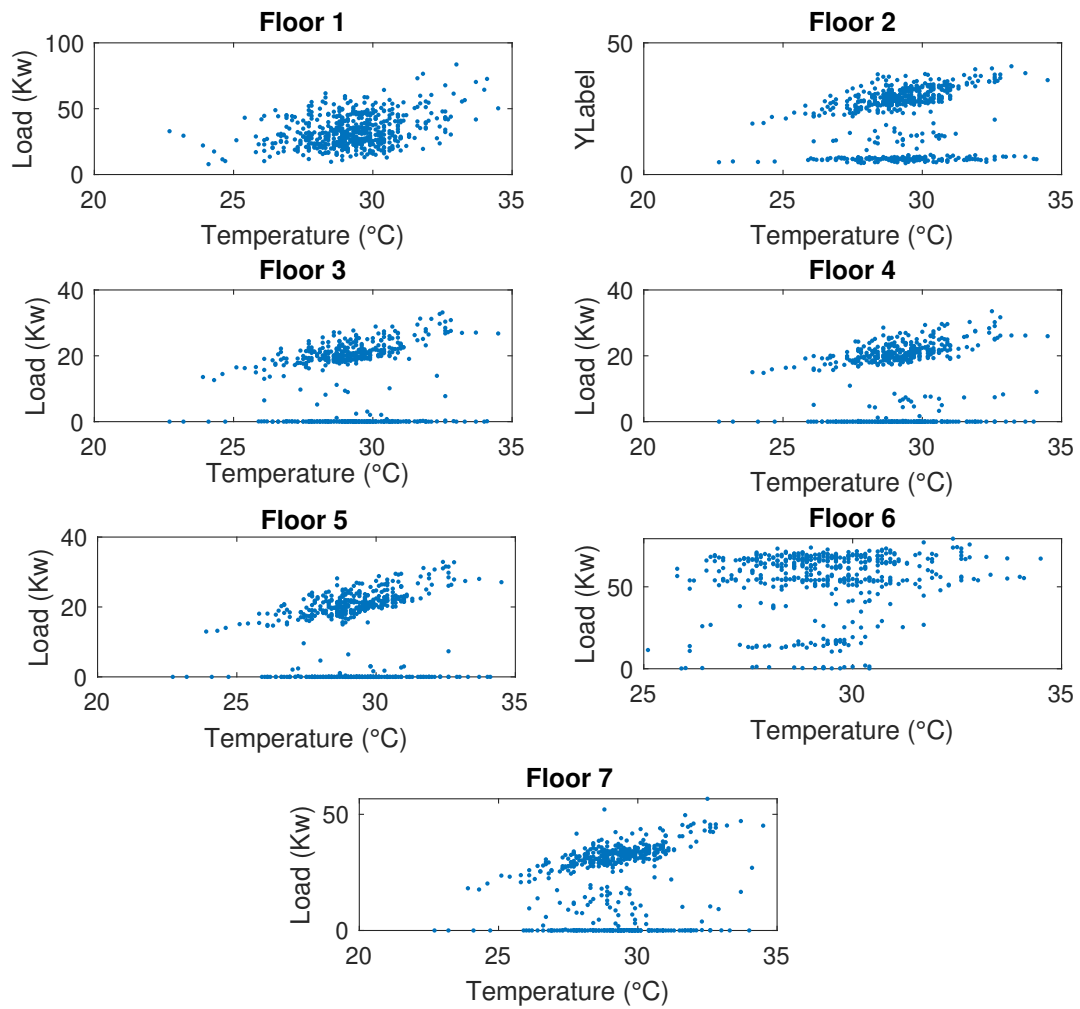 Floor 1
Load (Kw)
100
50
0
20
25
30
35
Temperature (°C)
Floor 2
YLabel
50
0
20
25
30
35
Temperature (°C)
Floor 3
Load (Kw)
40
20
0
20
25
30
35
Temperature (°C)
Floor 4
Load (Kw)
40
20
0
20
25
30
35
Temperature (°C)
Floor 5
Load (Kw)
40
20
0
20
25
30
35
Temperature (°C)
Floor 6
Load (Kw)
50
0
25
30
35
Temperature (°C)
Floor 7
Load (Kw)
50
0
20
25
30
35
Temperature (°C)